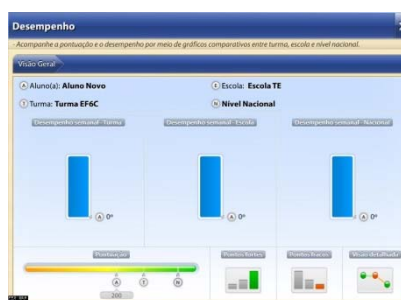 Desempenho
- Acompanhe a pontuação e o desempenho por meio de gráficos comparativos entre turma, escola e nível nacional.
Visão Geral
A Aluno(a): Aluno Novo
E Escola: Escola TE
T Turma: Turma EF6C
N Nível Nacional
Desempenho semanal - Turma
Desempenho semanal - Escola
Desempenho semanal - Nacional
A 0º
A 0º
A 0º
Pontuação
Pontos Fortes
Pontos Fracos
Visão detalhada
A T N
200